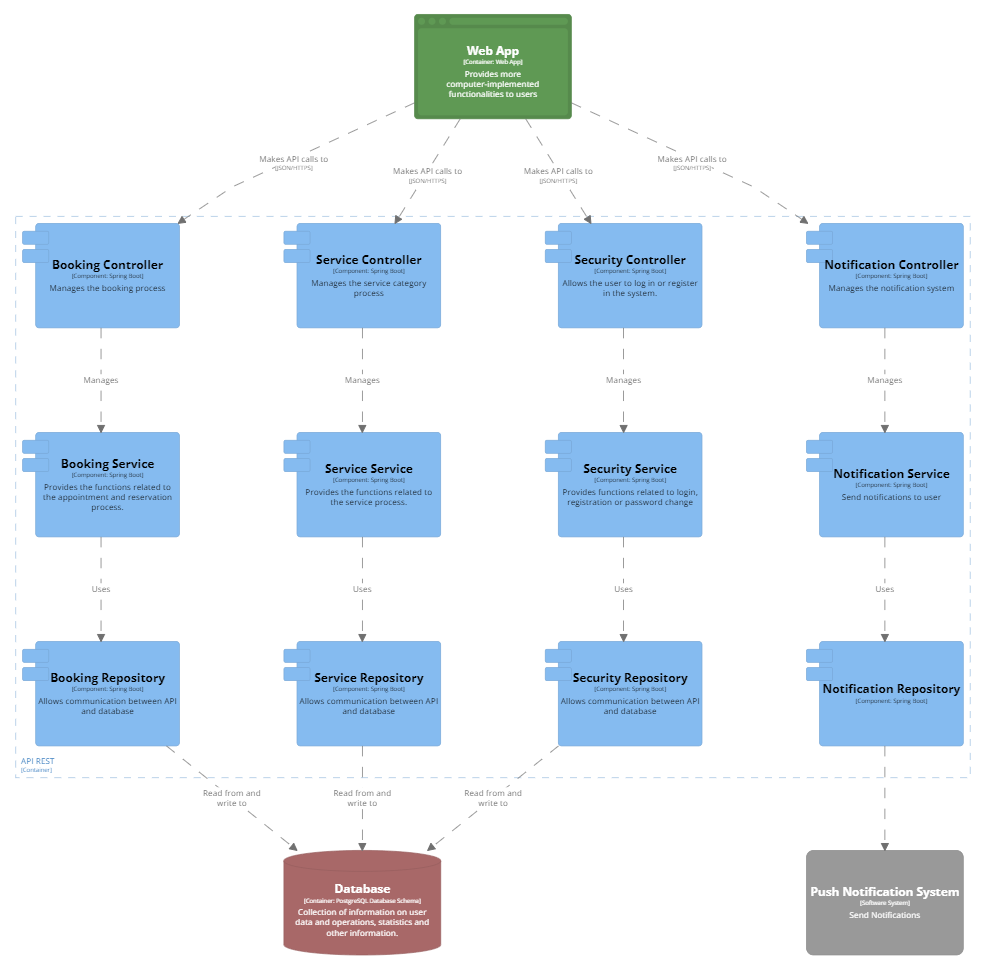 Web App
[Container: Web App]
Provides more
computer-implemented
functionalities to users
Makes API calls to
[JSON/HTTPS]
Makes API calls to
[JSON/HTTPS]
Makes API calls to
[JSON/HTTPS]
Makes API calls to
[JSON/HTTPS]
Booking Controller
[Component: Spring Boot]
Manages the booking process
Service Controller
[Component: Spring Boot]
Manages the service category
process
Security Controller
[Component: Spring Boot]
Allows the user to log in or register
in the system.
Notification Controller
[Component: Spring Boot]
Manages the notification system
Manages
Manages
Manages
Manages
Booking Service
[Component: Spring Boot]
Provides the functions related to
the appointment and reservation
process.
Service Service
[Component: Spring Boot]
Provides the functions related to
the service process.
Security Service
[Component: Spring Boot]
Provides functions related to login,
registration or password change
Notification Service
[Component: Spring Boot]
Send notifications to user
Uses
Uses
Uses
Uses
Booking Repository
[Component: Spring Boot]
Allows communication between API
and database
Service Repository
[Component: Spring Boot]
Allows communication between API
and database
Security Repository
[Component: Spring Boot]
Allows communication between API
and database
Notification Repository
[Component: Spring Boot]
API REST
[Container]
Read from and
write to
Read from and
write to
Read from and
write to
Database
[Container: PostgreSQL Database Schema]
Collection of information on user
data and operations, statistics and
other information.
Push Notification System
[Software System]
Send Notifications